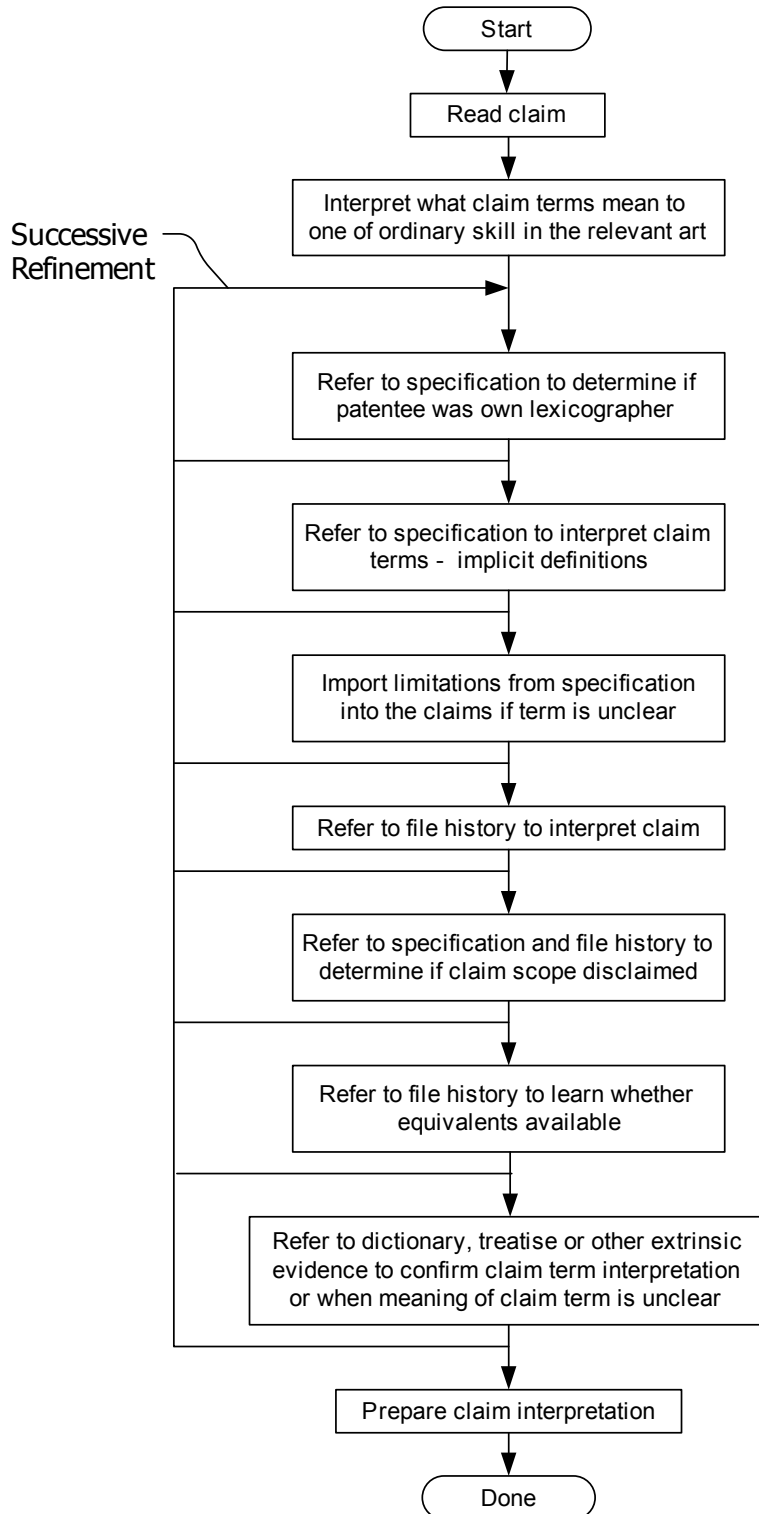 Start
Read claim
Interpret what claim terms mean to
one of ordinary skill in the relevant art
Successive
Refinement
Refer to specification to determine if
patentee was own lexicographer
Refer to specification to interpret claim
terms - implicit definitions
Import limitations from specification
into the claims if term is unclear
Refer to file history to interpret claim
Refer to specification and file history to
determine if claim scope disclaimed
Refer to file history to learn whether
equivalents available
Refer to dictionary, treatise or other extrinsic
evidence to confirm claim term interpretation
or when meaning of claim term is unclear
Prepare claim interpretation
Done